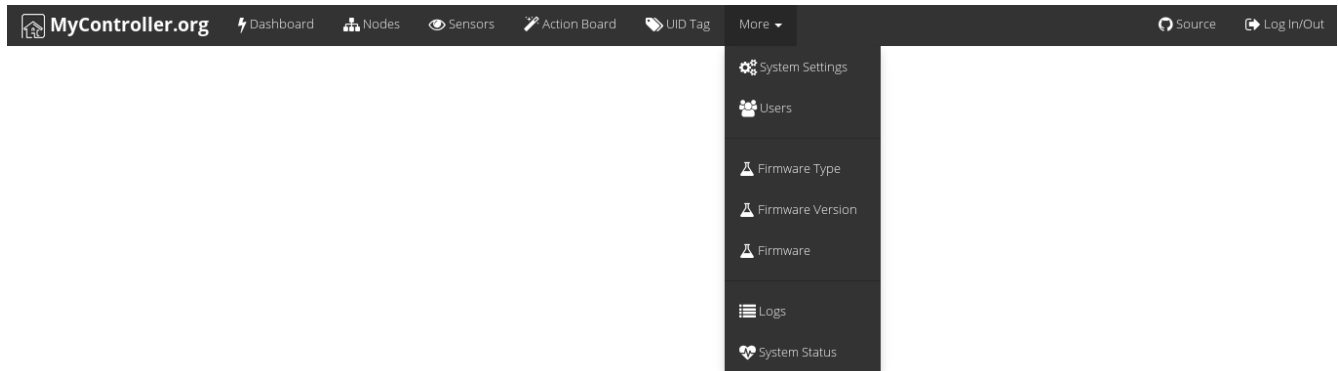 MyController.org Dashboard Nodes Sensors Action Board UID Tag More Source Log In/Out
System Settings
Users
Firmware Type
Firmware Version
Firmware
Logs
System Status